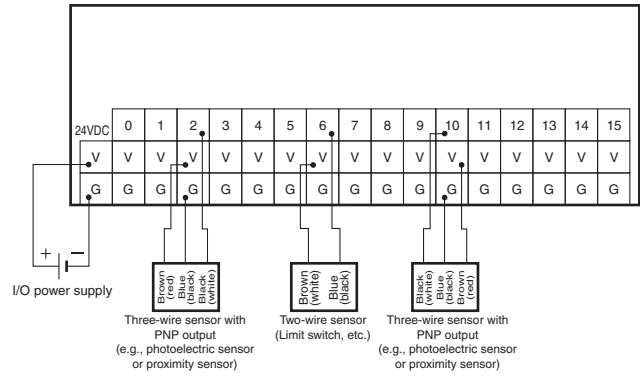 24VDC 0 1 2 3 4 5 6 7 8 9 10 11 12 13 14 15
V V V V V V V V V V V V V V V V V
G G G G G G G G G G G G G G G G G
+ −
I/O power supply
Brown
(red)
Blue
(black)
Black
(white)
Three-wire sensor with
PNP output
(e.g., photoelectric sensor
or proximity sensor)
Brown
(white)
Blue
(black)
Two-wire sensor
(Limit switch, etc.)
Black
(white)
Blue
(black)
Brown
(red)
Three-wire sensor with
PNP output
(e.g., photoelectric sensor
or proximity sensor)